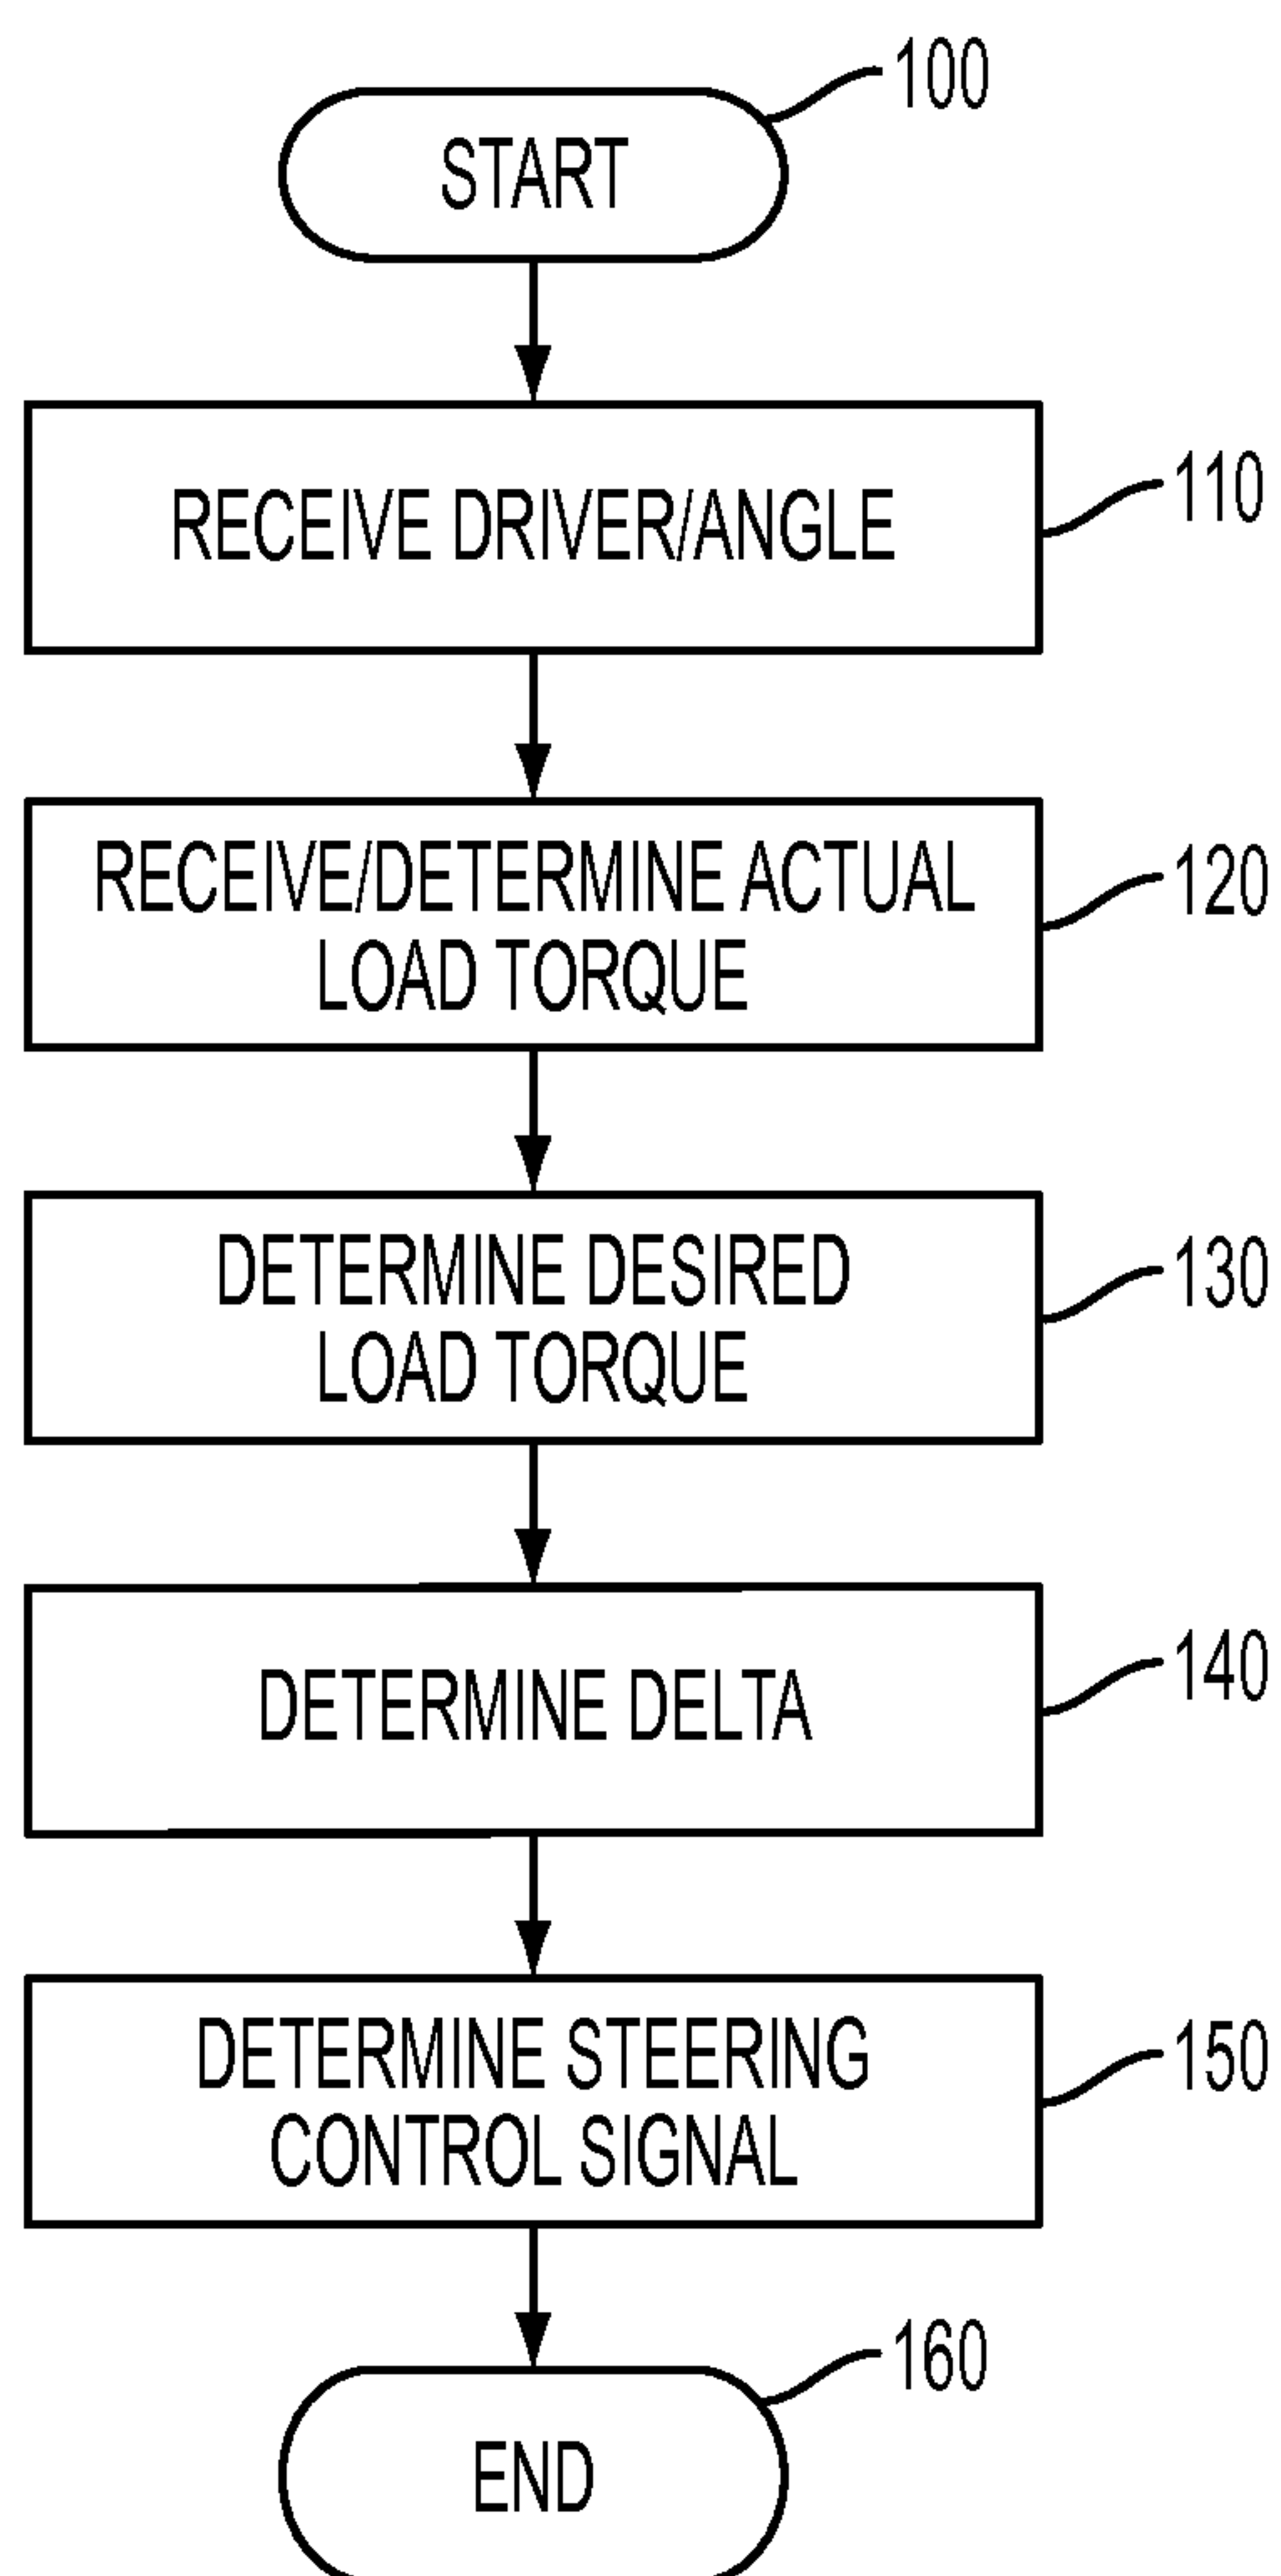 100
START
RECEIVE DRIVER/ANGLE
110
RECEIVE/DETERMINE ACTUAL
LOAD TORQUE
120
DETERMINE DESIRED
LOAD TORQUE
130
DETERMINE DELTA
140
DETERMINE STEERING
CONTROL SIGNAL
150
160
END